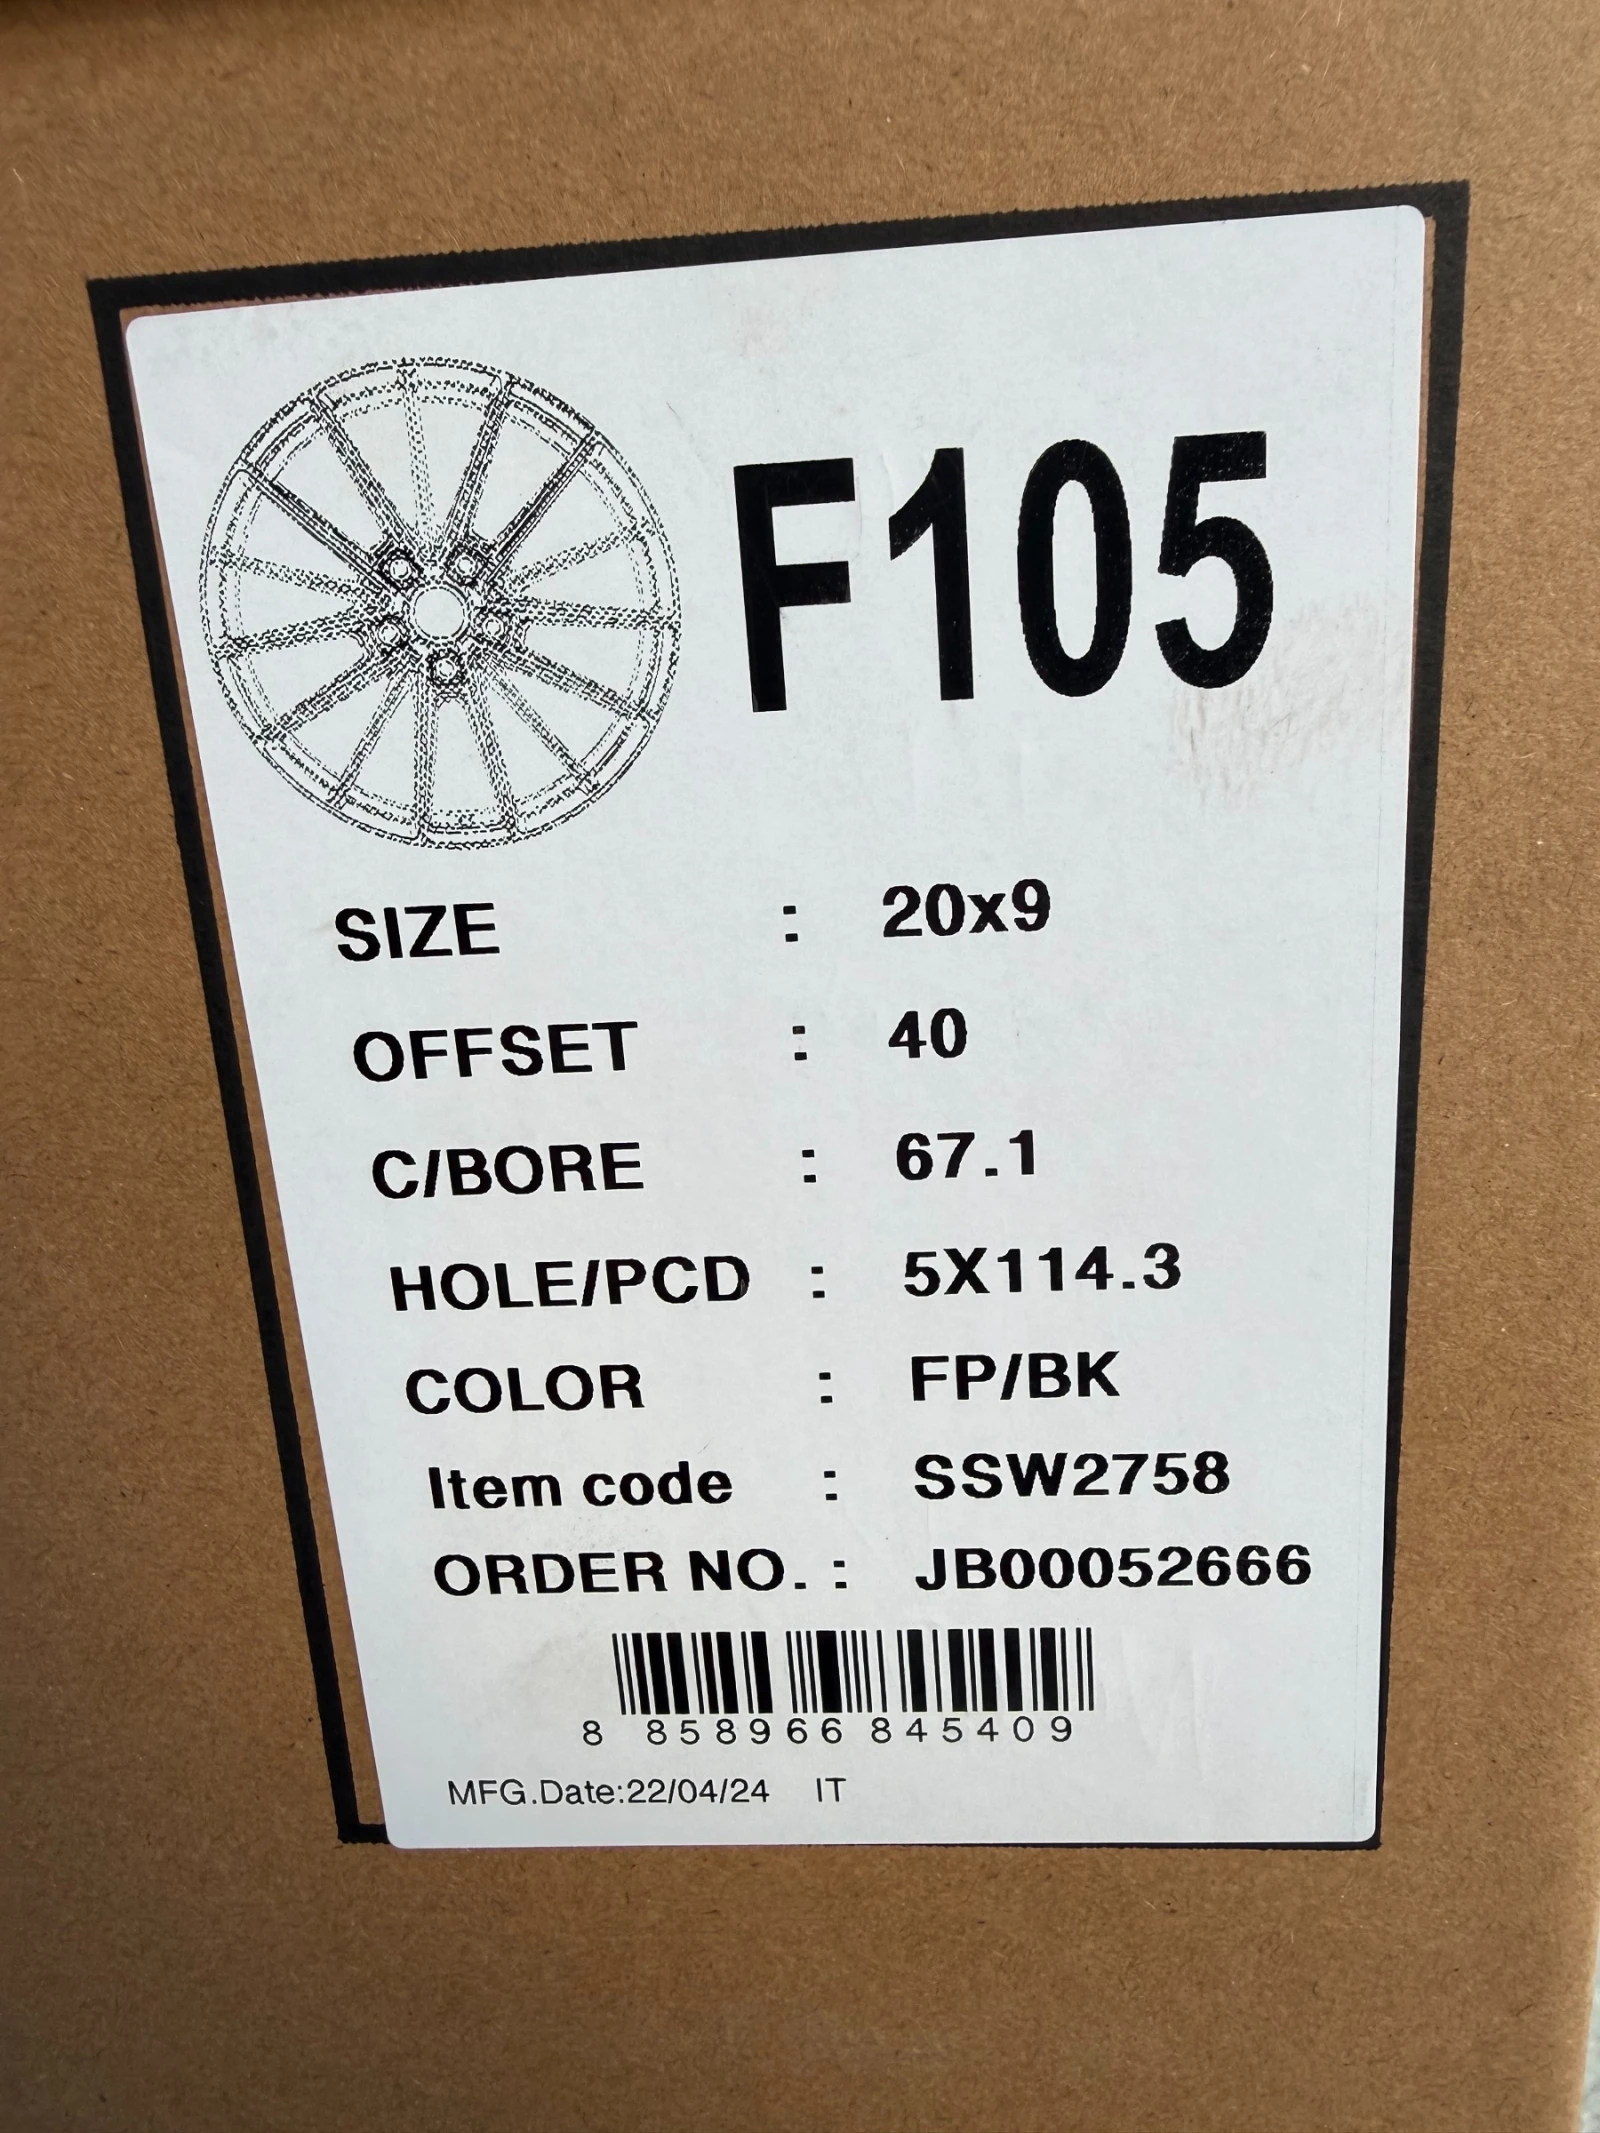 F105
SIZE : 20x9
OFFSET : 40
C/BORE : 67.1
HOLE/PCD : 5X114.3
COLOR : FP/BK
Item code : SSW2758
ORDER NO. : JB00052666
8 858966 845409
MFG.Date:22/04/24 IT